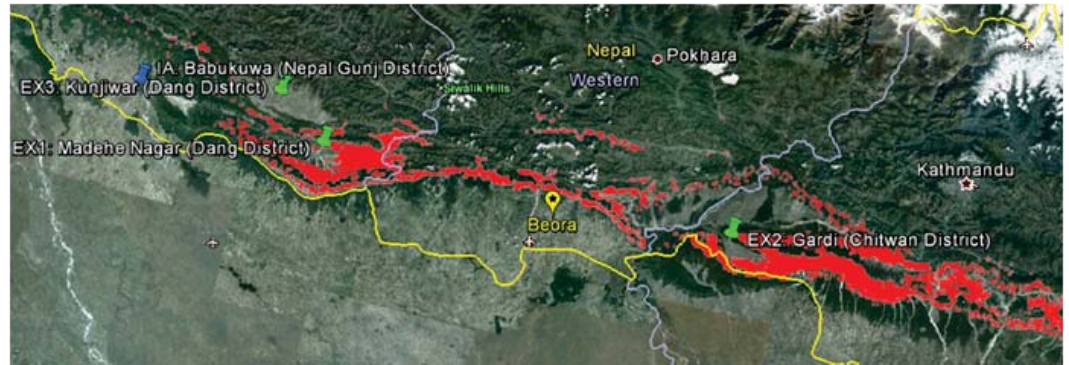 Nepal
Pokhara
IA: Babukuwa (Nepal Gunj District)
Western
EX3: Kunjiwar (Dang District)
Siwalik Hills
EX1: Madehe Nagar (Dang District)
Kathmandu
Beora
EX2: Gardi (Chitwan District)